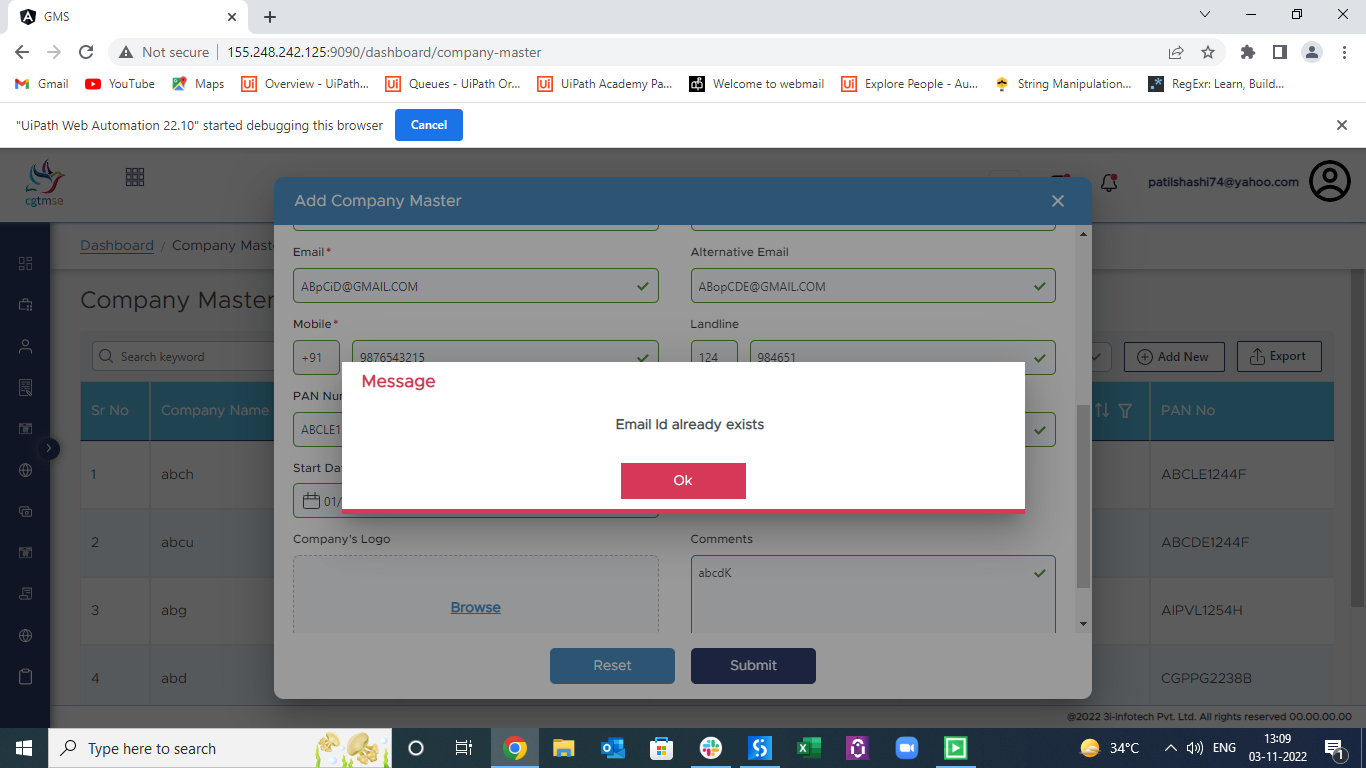 GMS
Not secure
155.248.242.125:9090/dashboard/company-master
Gmail
YouTube
Maps
Overview - UiPath...
Queues - UiPath Or...
UiPath Academy Pa...
Welcome to webmail
Explore People - Au...
String Manipulation...
RegExr: Learn, Build...
"UiPath Web Automation 22.10" started debugging this browser
Cancel
cgtmse
patilshashi74@yahoo.com
Add Company Master
Dashboard / Company Mast
Company Master
Email*
Alternative Email
ABpCiD@GMAIL.COM
ABopCDE@GMAIL.COM
Mobile*
Landline
+91
9876543215
124
984651
Search keyword
Add New
Export
Message
Email Id already exists
Ok
PAN Nu
ABCLE1
Start Da
01/
Sr No
Company Name
PAN No
1
abch
ABCLE1244F
2
abcu
ABCDE1244F
3
abg
AIPVL1254H
4
abd
CGPPG2238B
Company's Logo
Comments
Browse
abcdK
Reset
Submit
@2022 3i-infotech Pvt. Ltd. All rights reserved 00.00.00.00
Type here to search
34°C
ENG
13:09
03-11-2022
1